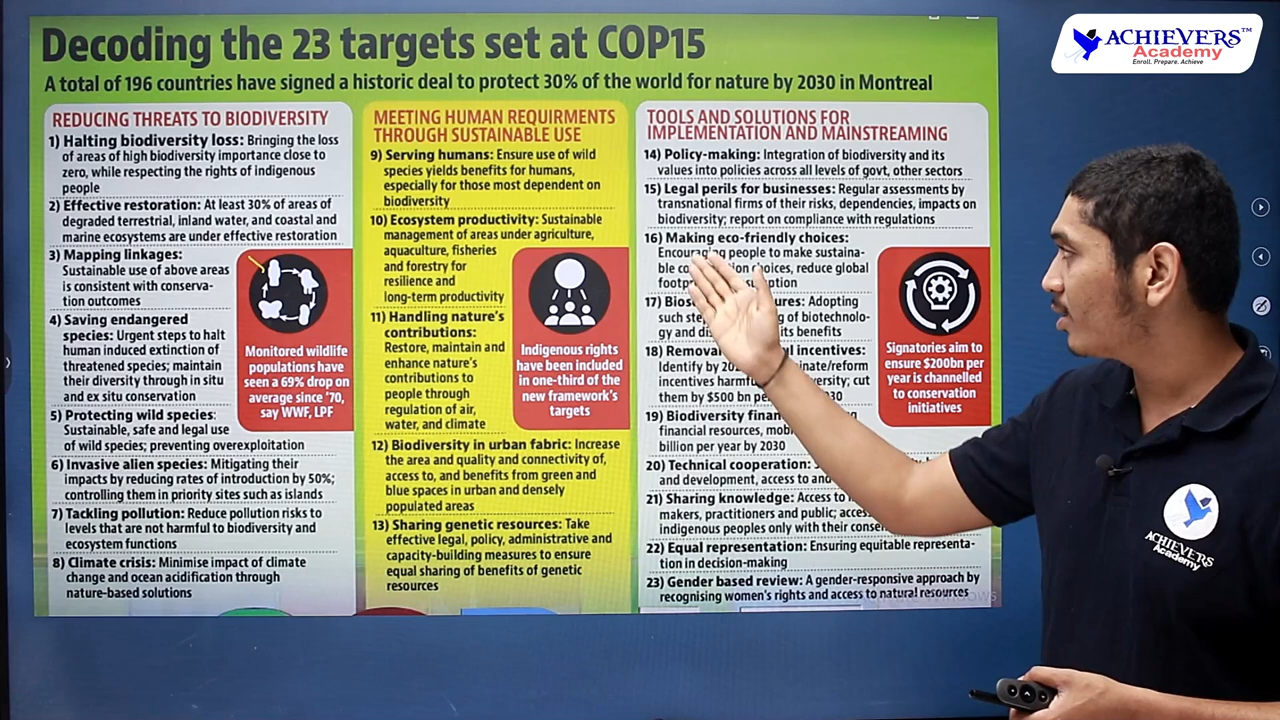 Decoding the 23 targets set at COP15
A total of 196 countries have signed a historic deal to protect 30% of the world for nature by 2030 in Montreal
REDUCING THREATS TO BIODIVERSITY
1) Halting biodiversity loss: Bringing the loss
of areas of high biodiversity importance close to
zero, while respecting the rights of indigenous
people
2) Effective restoration: At least 30% of areas of
degraded terrestrial, inland water, and coastal and
marine ecosystems are under effective restoration
3) Mapping linkages:
Sustainable use of above areas
is consistent with conserva-
tion outcomes
4) Saving endangered
species: Urgent steps to halt
human induced extinction of
threatened species; maintain
their diversity through in situ
and ex situ conservation
5) Protecting wild species:
Sustainable, safe and legal use
of wild species; preventing overexploitation
6) Invasive alien species: Mitigating their
impacts by reducing rates of introduction by 50%;
controlling them in priority sites such as islands
7) Tackling pollution: Reduce pollution risks to
levels that are not harmful to biodiversity and
ecosystem functions
8) Climate crisis: Minimise impact of climate
change and ocean acidification through
nature-based solutions
Monitored wildlife
populations have
seen a 69% drop on
average since '70,
say WWF, LPF
MEETING HUMAN REQUIRMENTS
THROUGH SUSTAINABLE USE
9) Serving humans: Ensure use of wild
species yields benefits for humans,
especially for those most dependent on
biodiversity
10) Ecosystem productivity: Sustainable
management of areas under agriculture,
aquaculture, fisheries
and forestry for
resilience and
long-term productivity
11) Handling nature's
contributions:
Restore, maintain and
enhance nature's
contributions to
people through
regulation of air,
water, and climate
12) Biodiversity in urban fabric: Increase
the area and quality and connectivity of,
access to, and benefits from green and
blue spaces in urban and densely
populated areas
13) Sharing genetic resources: Take
effective legal, policy, administrative and
capacity-building measures to ensure
equal sharing of benefits of genetic
resources
Indigenous rights
have been included
in one-third of the
new framework's
targets
TOOLS AND SOLUTIONS FOR
IMPLEMENTATION AND MAINSTREAMING
14) Policy-making: Integration of biodiversity and its
values into policies across all levels of govt, other sectors
15) Legal perils for businesses: Regular assessments by
transnational firms of their risks, dependencies, impacts on
biodiversity; report on compliance with regulations
16) Making eco-friendly choices:
Encouraging people to make sustaina-
ble choices, reduce global
17) Adopting
such of biotechnolo-
gy and its benefits
18) incentives:
Identify by
incentives cut
them by $500 bn
19) Biodiversity
financial resources,
billion per year by 2030
20) Technical cooperation:
and development, access to
21) Sharing knowledge: Access to
makers, practitioners and public;
indigenous peoples only with their
22) Equal representation: Ensuring equitable representa-
tion in decision-making
23) Gender based review: A gender-responsive approach by
recognising women's rights and access to natural resources
Signatories aim to
ensure $200bn per
year is channelled
to conservation
initiatives
ACHIEVERS™
Academy
Enroll. Prepare. Achieve
ACHIEVERS
Academy